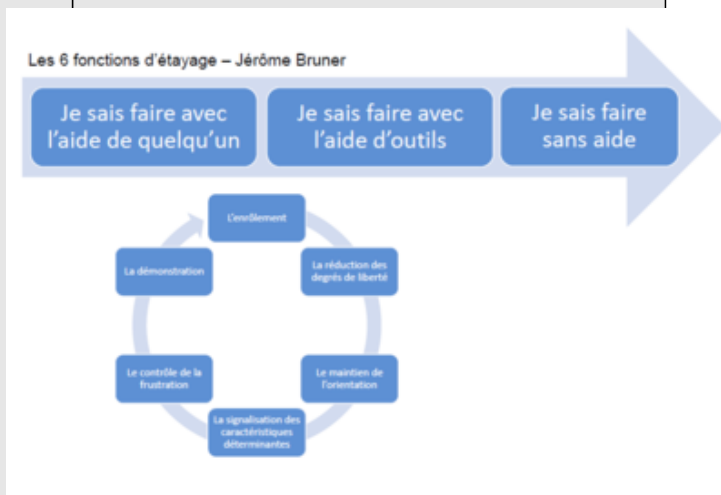 Les 6 fonctions d'étayage – Jérôme Bruner
Je sais faire avec
l'aide de quelqu'un
Je sais faire avec
l'aide d'outils
Je sais faire
sans aide
L'enrôlement
La réduction des
degrés de liberté
Le maintien de
l'orientation
La signalisation des
caractéristiques
déterminantes
Le contrôle de la
frustration
La démonstration